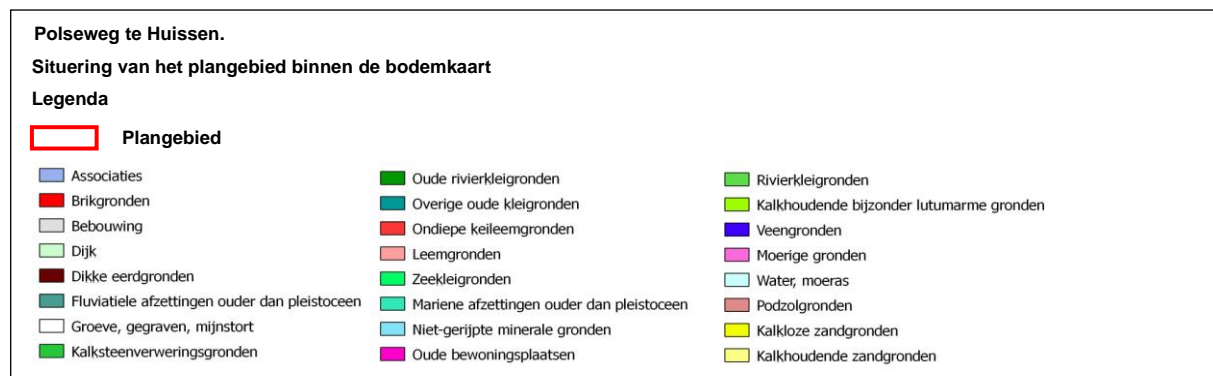 Polseweg te Huissen.
Situering van het plangebied binnen de bodemkaart
Legenda
Plangebied
Associaties
Brikgronden
Bebouwing
Dijk
Dikke eerdgronden
Fluviatiele afzettingen ouder dan pleistoceen
Groeve, gegraven, mijnstort
Kalksteenverweringsgronden
Oude rivierkleigronden
Overige oude kleigronden
Ondiepe keileemgronden
Leemgronden
Zeekleigronden
Mariene afzettingen ouder dan pleistoceen
Niet-gerijpte minerale gronden
Oude bewoningsplaatsen
Rivierkleigronden
Kalkhoudende bijzonder lutumarme gronden
Veengronden
Moerige gronden
Water, moeras
Podzolgronden
Kalkloze zandgronden
Kalkhoudende zandgronden